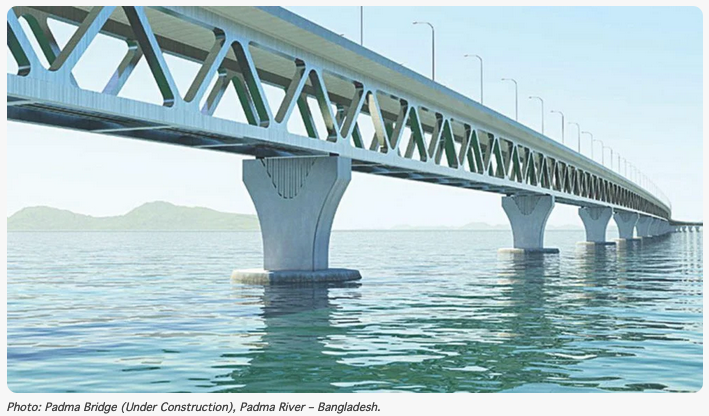 Photo: Padma Bridge (Under Construction), Padma River – Bangladesh.